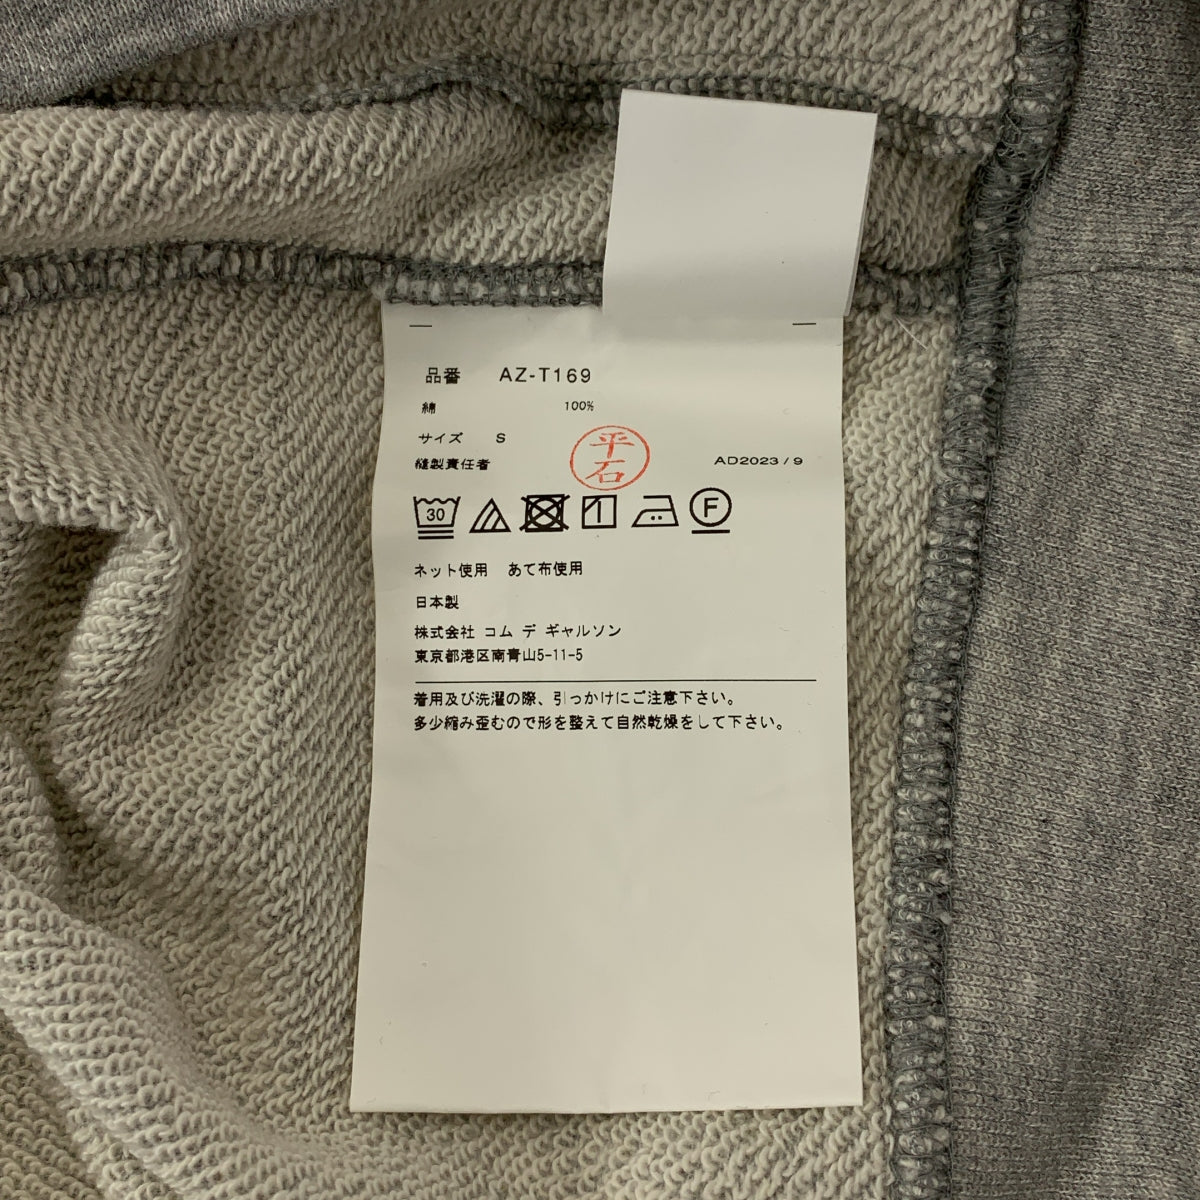 品番 AZ-T169
綿 100%
サイズ S
縫製責任者 平石 AD2023/9
30 F
ネット使用 あて布使用
日本製
株式会社 コム デ ギャルソン
東京都港区南青山5-11-5
着用及び洗濯の際、引っかけにご注意下さい。
多少縮み歪むので形を整えて自然乾燥をして下さい。